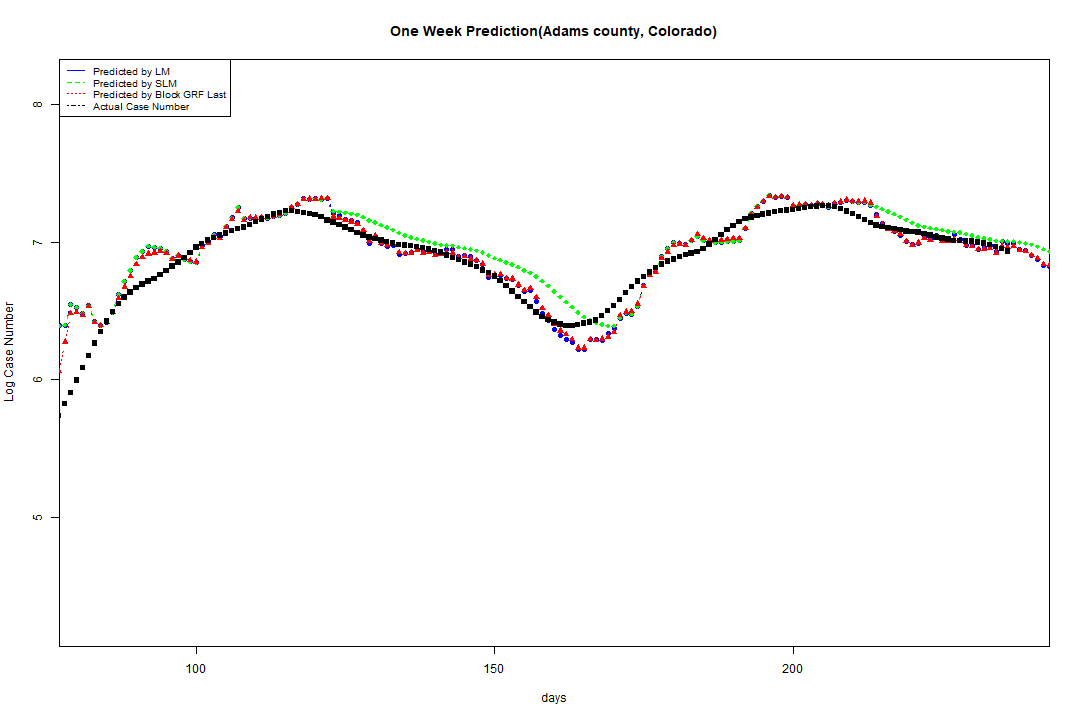 One Week Prediction(Adams county, Colorado)
Predicted by LM
Predicted by SLM
Predicted by Block GRF Last
Actual Case Number
8
7
6
5
Log Case Number
100 150 200
days